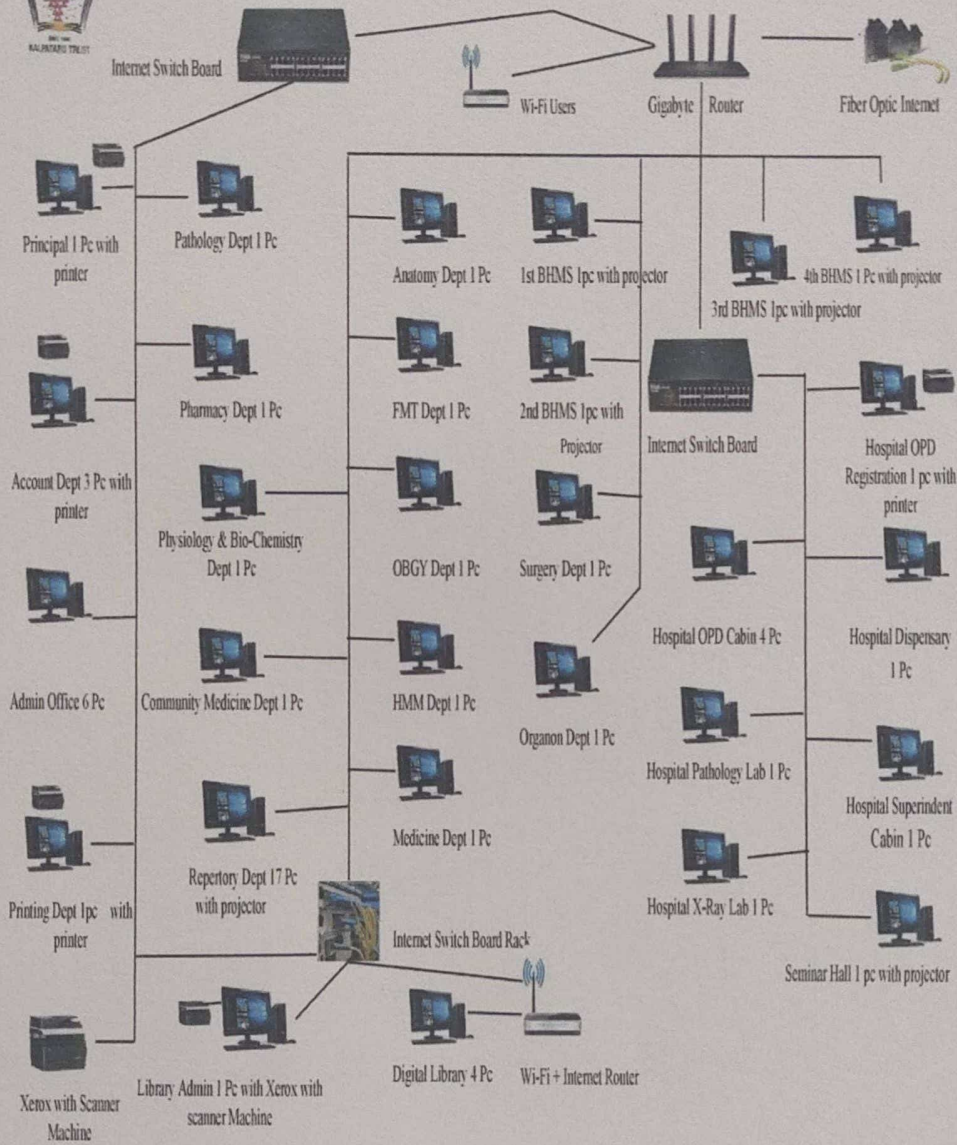 KALPATARU TRUST
Internet Switch Board
Wi-Fi Users
Gigabyte Router
Fiber Optic Internet
Principal 1 Pc with
printer
Pathology Dept 1 Pc
Anatomy Dept 1 Pc
1st BHMS 1pc with projector
3rd BHMS 1pc with projector
4th BHMS 1 Pc with projector
Account Dept 3 Pc with
printer
Pharmacy Dept 1 Pc
FMT Dept 1 Pc
2nd BHMS 1pc with
Projector
Internet Switch Board
Hospital OPD
Registration 1 pc with
printer
Physiology & Bio-Chemistry
Dept 1 Pc
OBGY Dept 1 Pc
Surgery Dept 1 Pc
Hospital OPD Cabin 4 Pc
Hospital Dispensary
1 Pc
Admin Office 6 Pc
Community Medicine Dept 1 Pc
HMM Dept 1 Pc
Organon Dept 1 Pc
Hospital Pathology Lab 1 Pc
Hospital Superindent
Cabin 1 Pc
Printing Dept 1pc with
printer
Repertory Dept 17 Pc
with projector
Medicine Dept 1 Pc
Hospital X-Ray Lab 1 Pc
Internet Switch Board Rack
Seminar Hall 1 pc with projector
Xerox with Scanner
Machine
Library Admin 1 Pc with Xerox with
scanner Machine
Digital Library 4 Pc
Wi-Fi + Internet Router